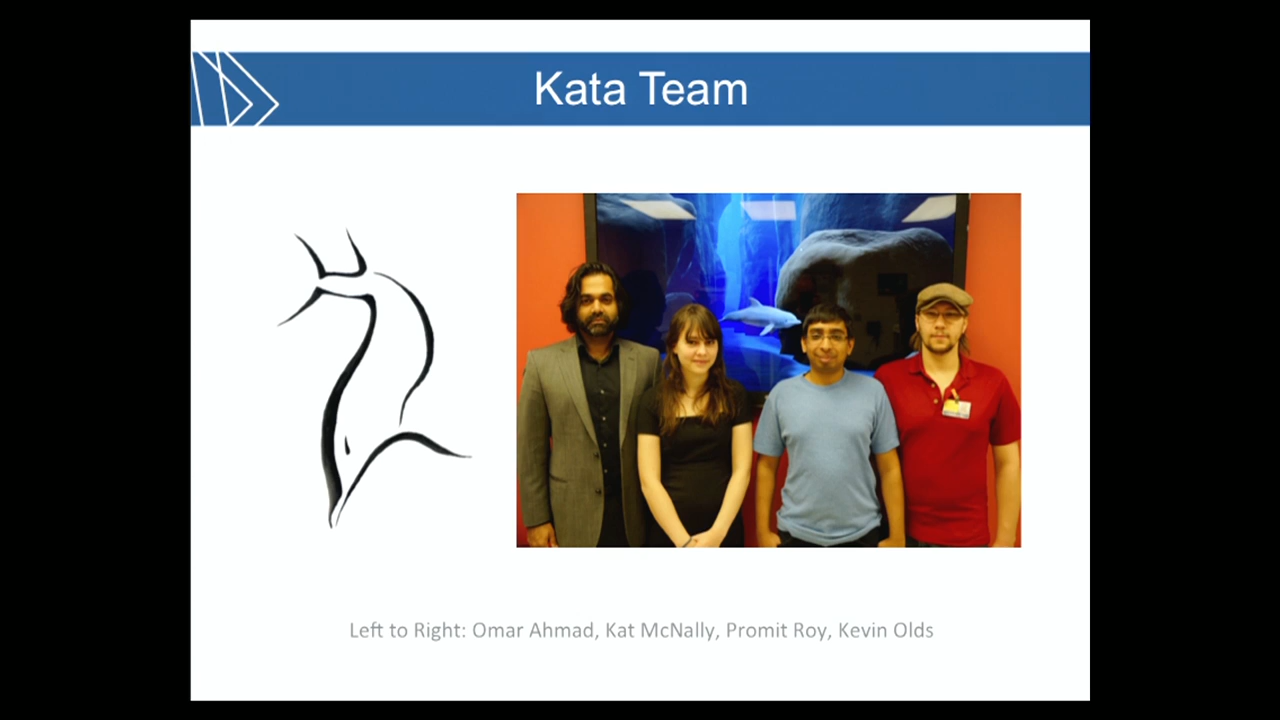 Kata Team
Left to Right: Omar Ahmad, Kat McNally, Promit Roy, Kevin Olds